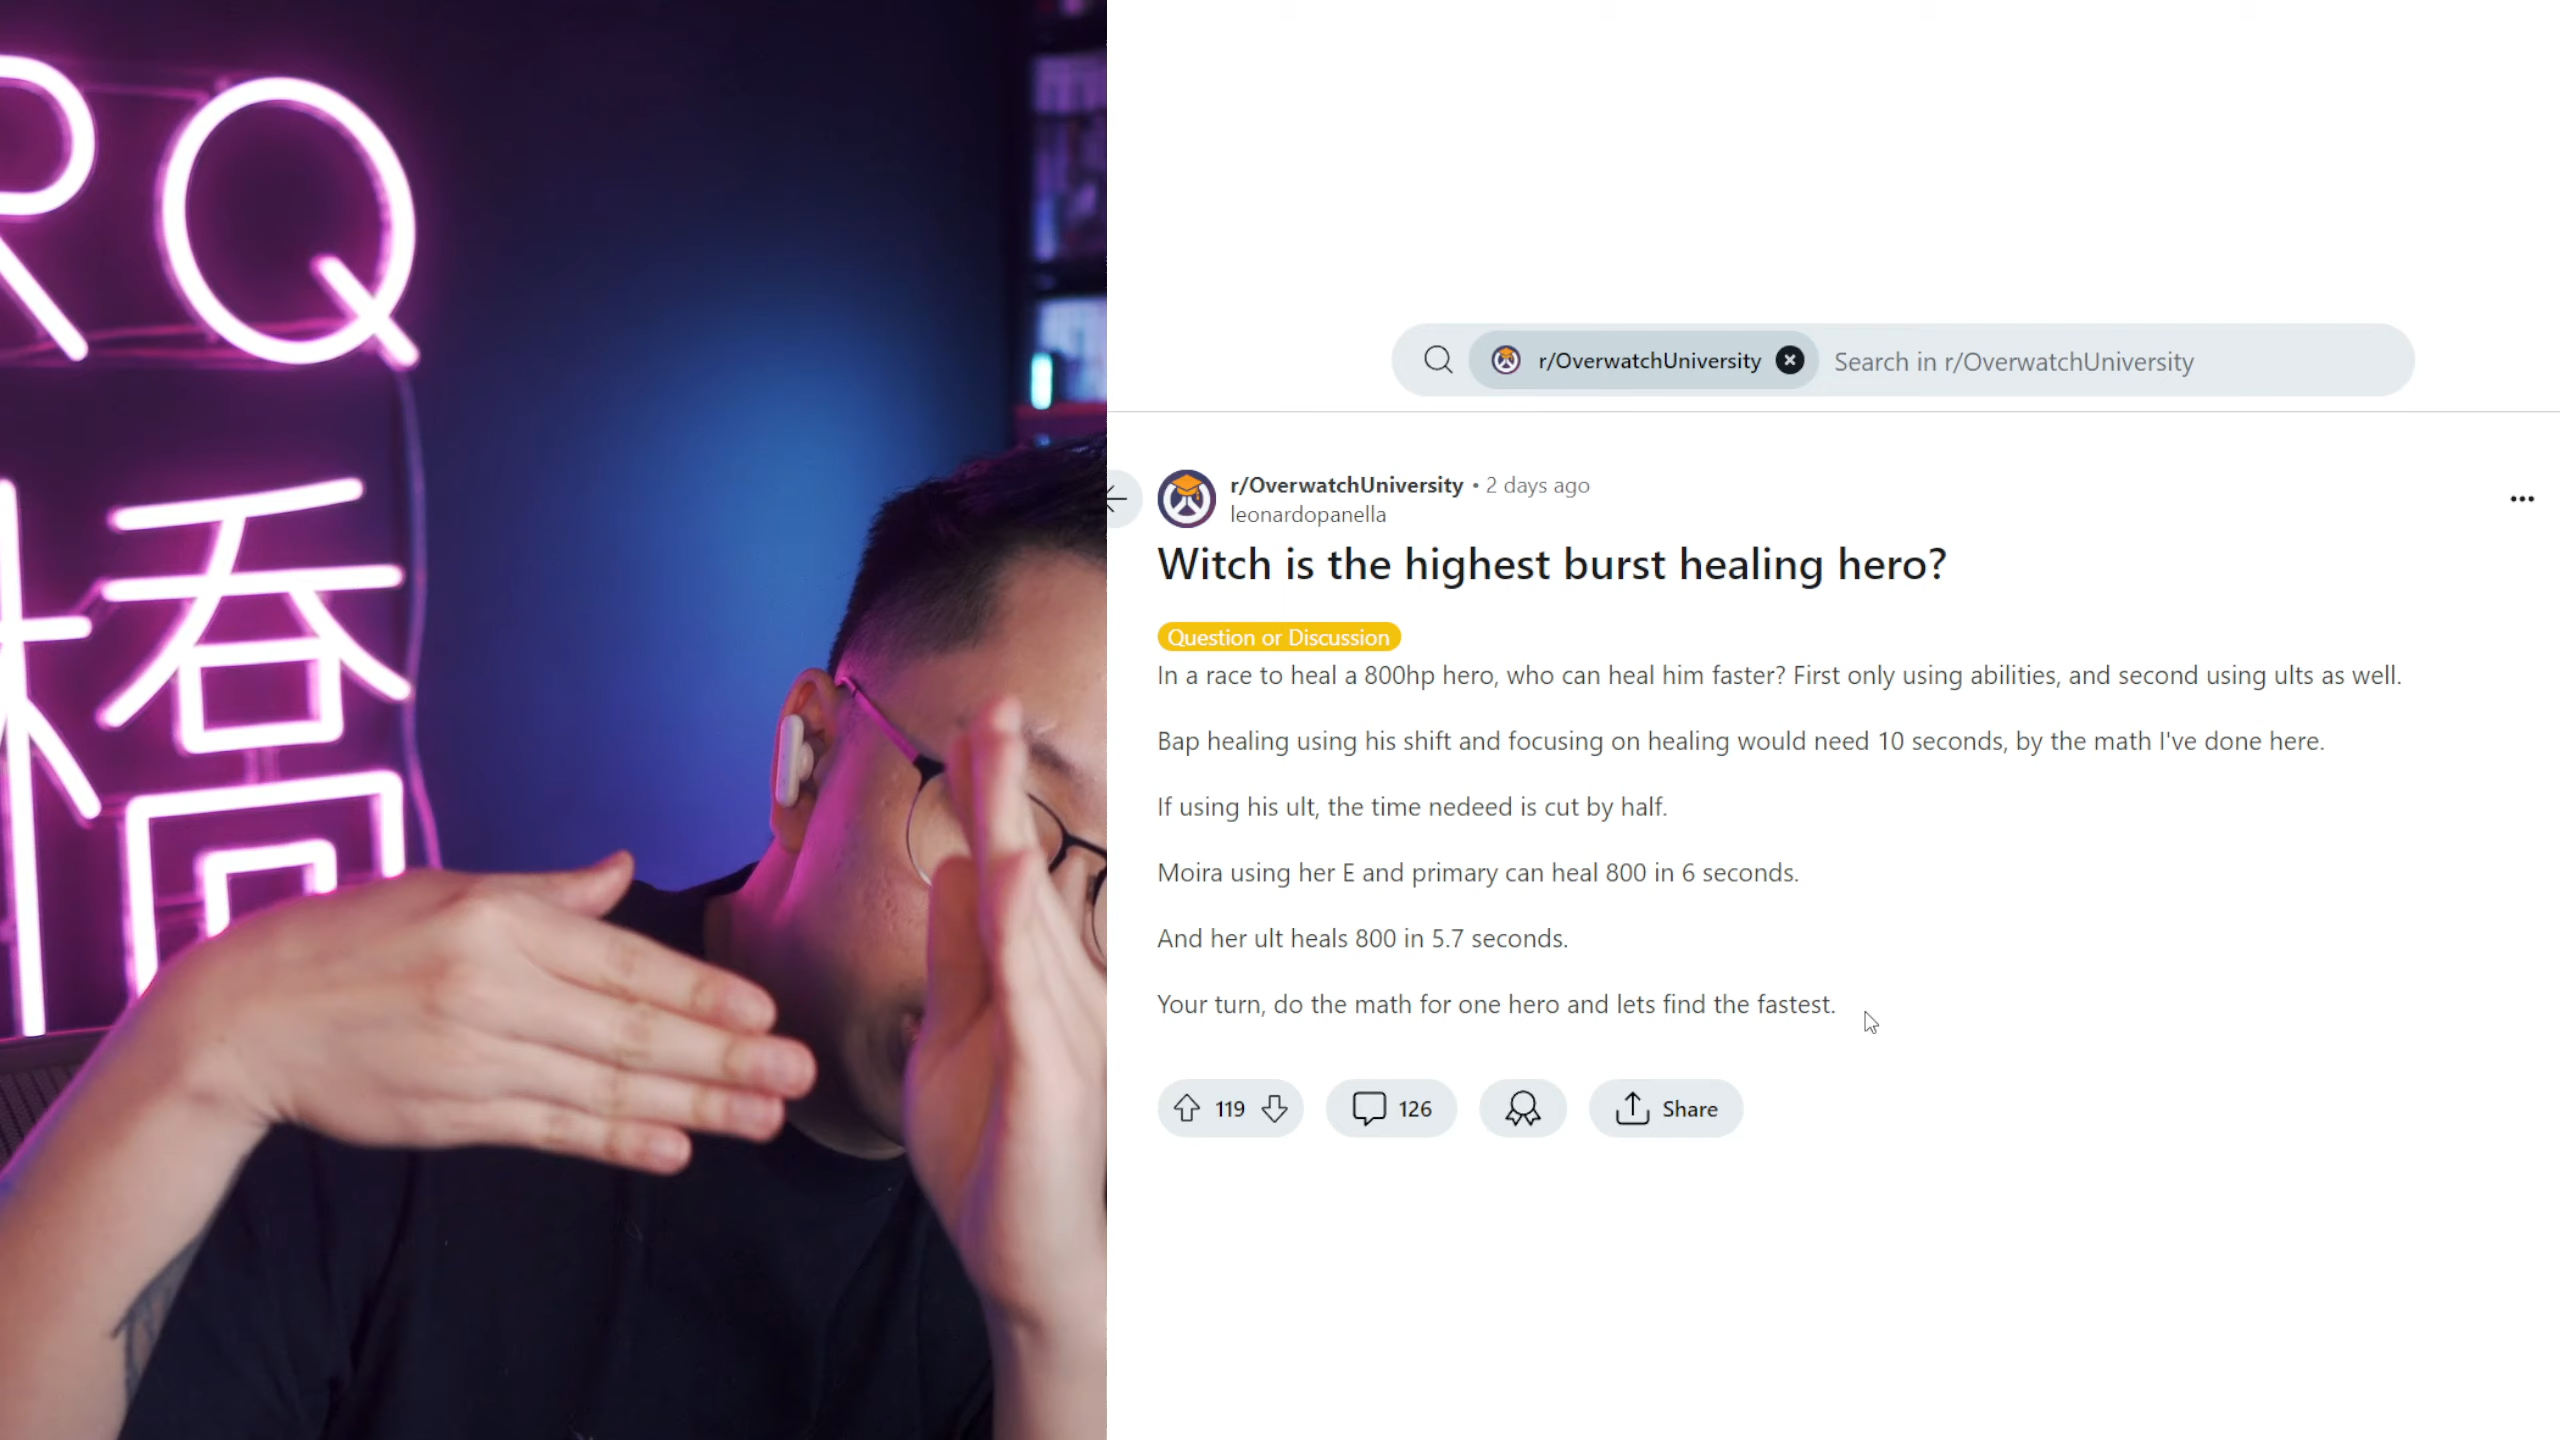 RQ
r/OverwatchUniversity
Search in r/OverwatchUniversity
r/OverwatchUniversity • 2 days ago
leonardopanella
Witch is the highest burst healing hero?
Question or Discussion
In a race to heal a 800hp hero, who can heal him faster? First only using abilities, and second using ults as well.
Bap healing using his shift and focusing on healing would need 10 seconds, by the math I've done here.
If using his ult, the time nedeed is cut by half.
Moira using her E and primary can heal 800 in 6 seconds.
And her ult heals 800 in 5.7 seconds.
Your turn, do the math for one hero and lets find the fastest.
119
126
Share